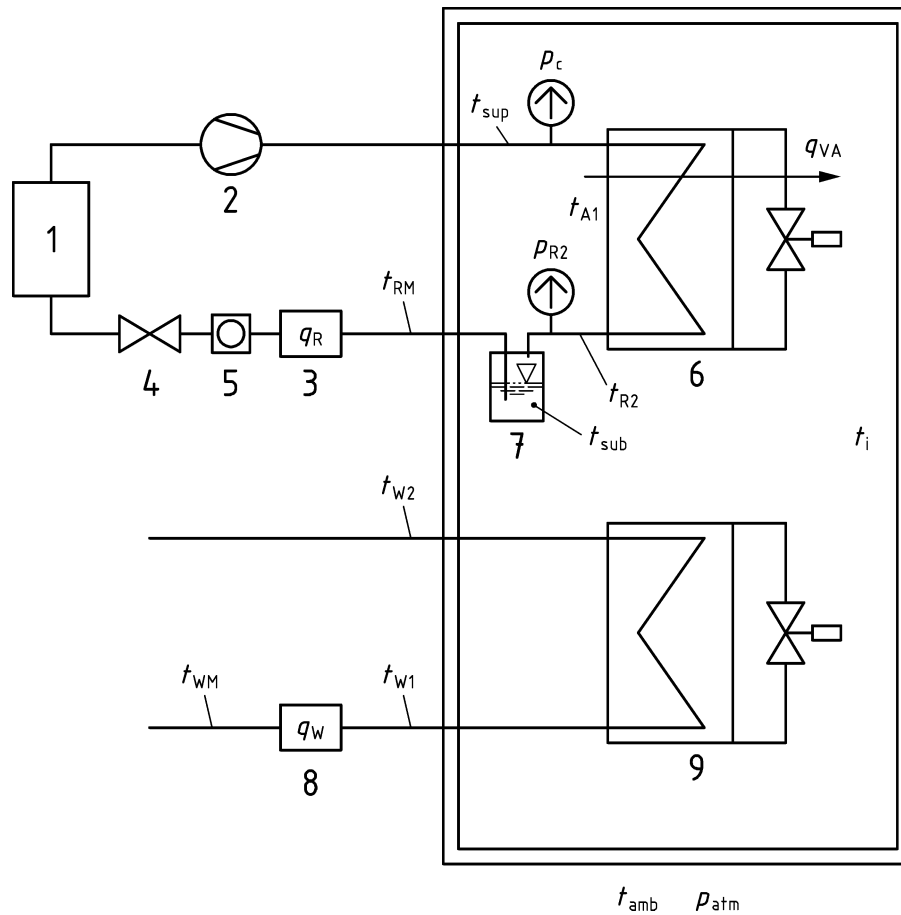 p_c
t_sup
q_VA
2
t_A1
1
p_R2
t_RM
q_R
4
5
3
6
t_R2
7
t_sub
t_i
t_W2
t_WM
t_W1
q_W
8
9
t_amb p_atm